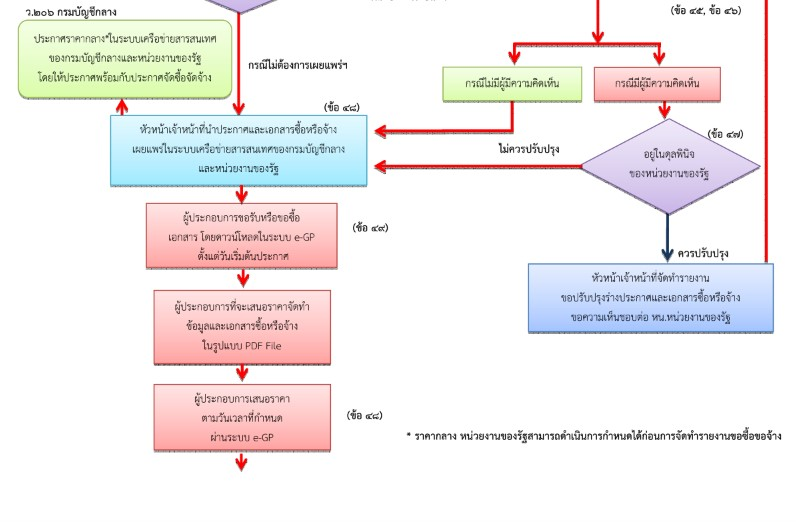 ว.๒๐๖ กรมบัญชีกลาง
ประกาศราคากลาง*ในระบบเครือข่ายสารสนเทศ
ของกรมบัญชีกลางและหน่วยงานของรัฐ
โดยให้ประกาศพร้อมกับประกาศจัดซื้อจัดจ้าง
กรณีไม่ต้องการเผยแพร่ฯ
(ข้อ ๔๘)
หัวหน้าเจ้าหน้าที่นำประกาศและเอกสารซื้อหรือจ้าง
เผยแพร่ในระบบเครือข่ายสารสนเทศของกรมบัญชีกลาง
และหน่วยงานของรัฐ
ผู้ประกอบการขอรับหรือขอซื้อ
เอกสาร โดยดาวน์โหลดในระบบ e-GP
ตั้งแต่วันเริ่มต้นประกาศ
(ข้อ ๔๙)
ผู้ประกอบการที่จะเสนอราคาจัดทำ
ข้อมูลและเอกสารซื้อหรือจ้าง
ในรูปแบบ PDF File
ผู้ประกอบการเสนอราคา
ตามวันเวลาที่กำหนด
ผ่านระบบ e-GP
(ข้อ ๔๘)
(ข้อ ๔๕, ข้อ ๔๖)
กรณีไม่มีผู้มีความคิดเห็น
กรณีมีผู้มีความคิดเห็น
(ข้อ ๔๗)
อยู่ในดุลพินิจ
ของหน่วยงานของรัฐ
ไม่ควรปรับปรุง
ควรปรับปรุง
หัวหน้าเจ้าหน้าที่จัดทำรายงาน
ขอปรับปรุงร่างประกาศและเอกสารซื้อหรือจ้าง
ขอความเห็นชอบต่อ หน.หน่วยงานของรัฐ
* ราคากลาง หน่วยงานของรัฐสามารถดำเนินการกำหนดได้ก่อนการจัดทำรายงานขอซื้อขอจ้าง